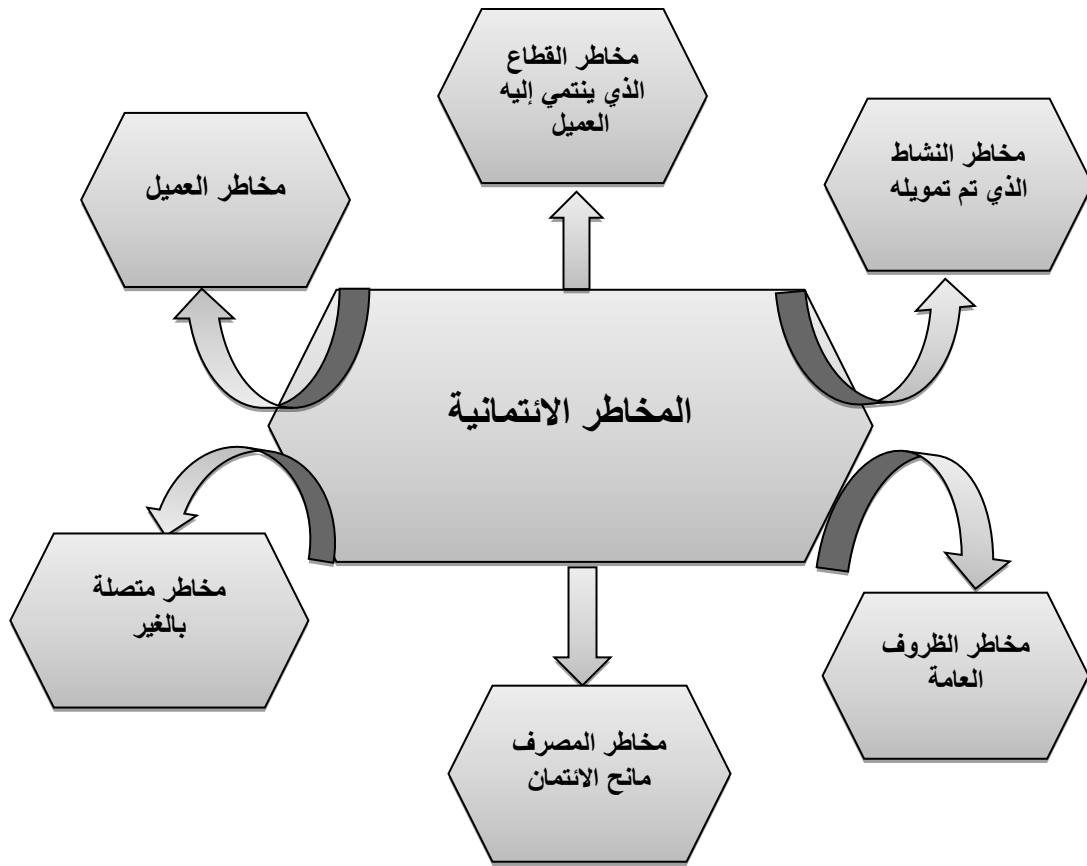 مخاطر القطاع
الذي ينتمي إليه
العميل
مخاطر النشاط
الذي تم تمويله
مخاطر العميل
المخاطر الائتمانية
مخاطر متصلة
بالغير
مخاطر الظروف
العامة
مخاطر المصرف
مانح الائتمان